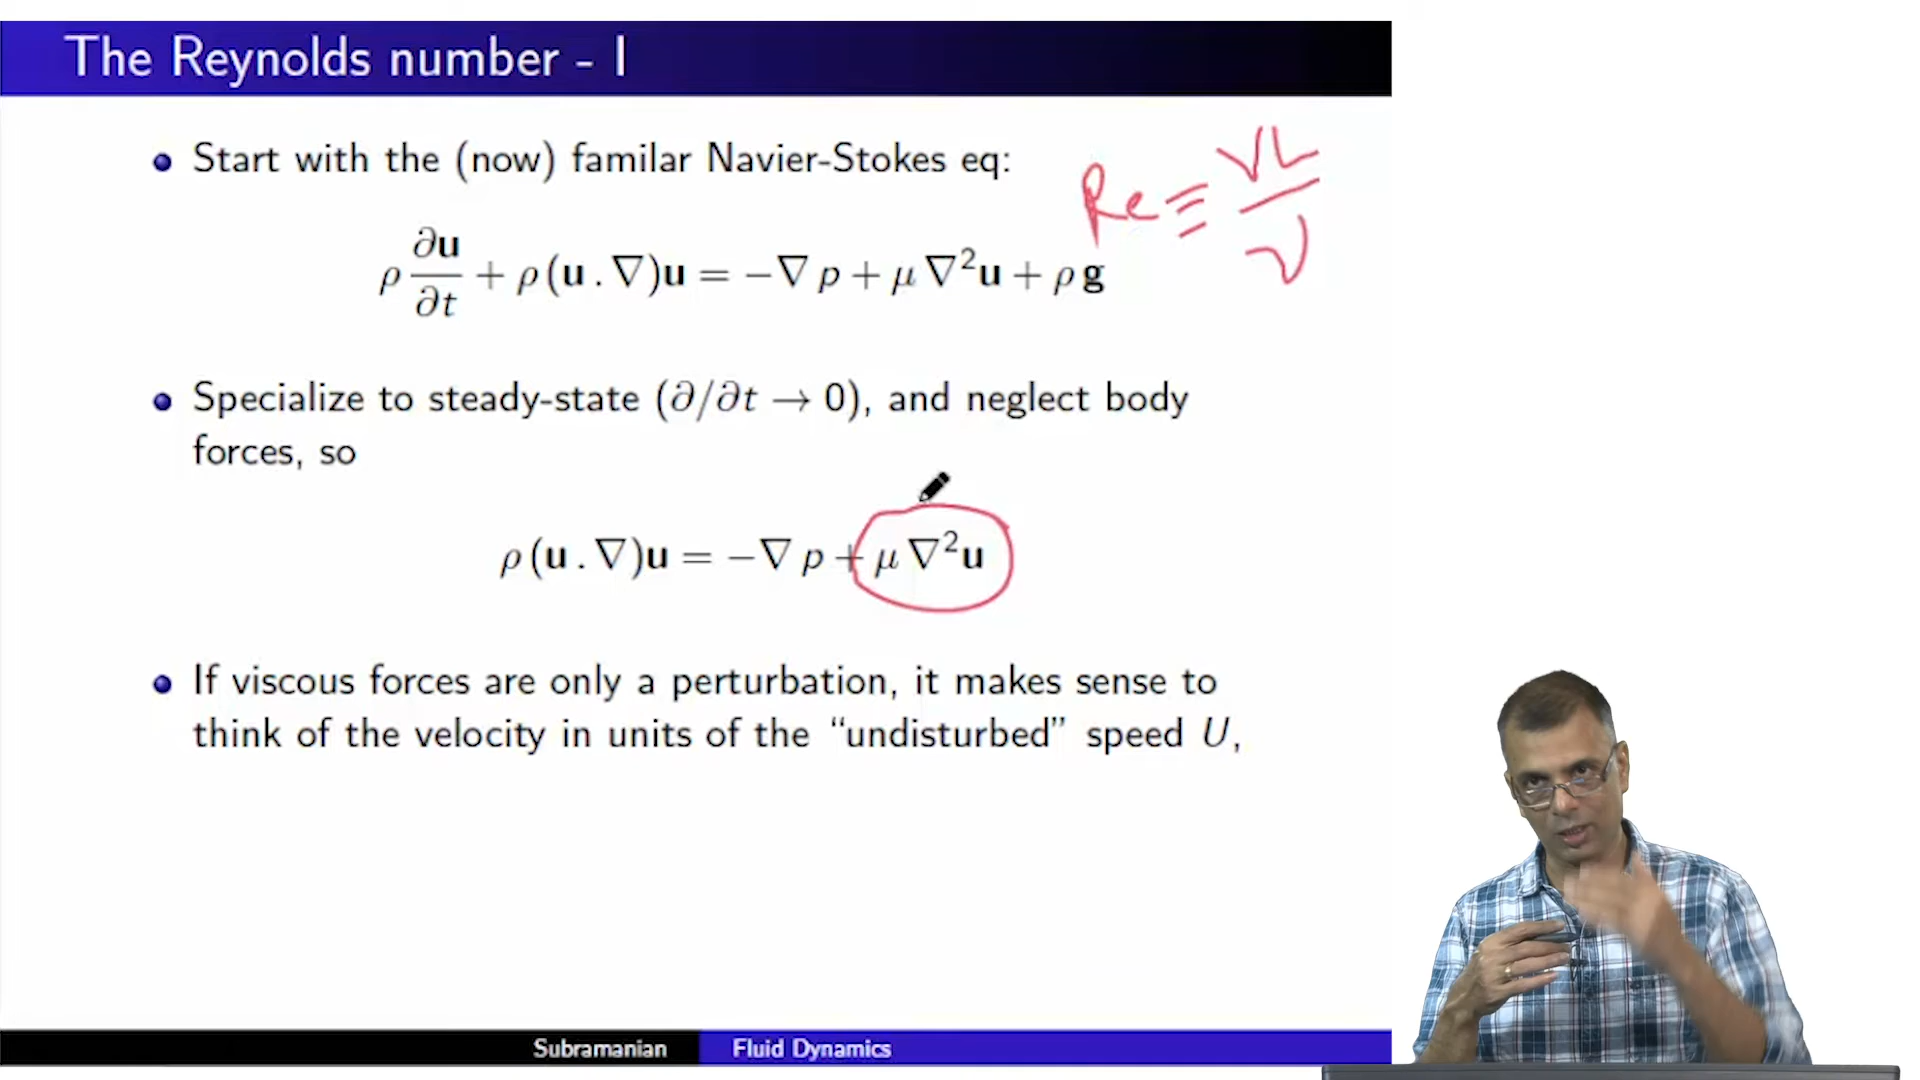 The Reynolds number - I
Start with the (now) familar Navier-Stokes eq:
Re ≡ VL/ν
ρ ∂u/∂t + ρ(u . ∇)u = −∇p + μ∇²u + ρg
Specialize to steady-state (∂/∂t → 0), and neglect body
forces, so
ρ(u . ∇)u = −∇p + μ∇²u
If viscous forces are only a perturbation, it makes sense to
think of the velocity in units of the “undisturbed” speed U,
Subramanian Fluid Dynamics